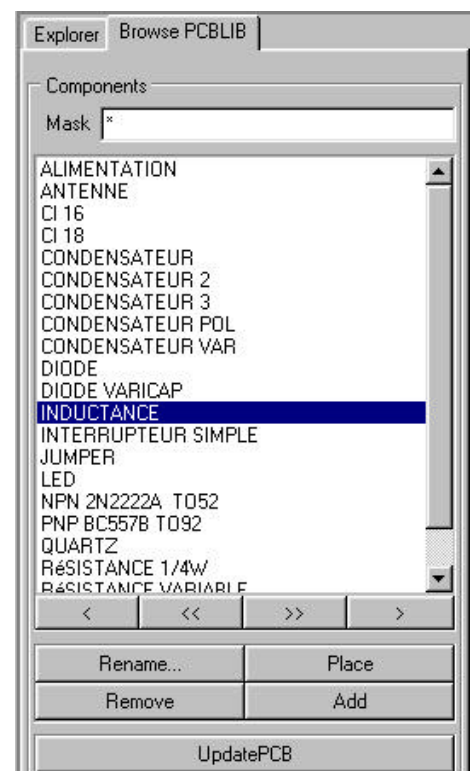 Explorer Browse PCBLIB
Components
Mask *
ALIMENTATION
ANTENNE
CI 16
CI 18
CONDENSATEUR
CONDENSATEUR 2
CONDENSATEUR 3
CONDENSATEUR POL
CONDENSATEUR VAR
DIODE
DIODE VARICAP
INDUCTANCE
INTERRUPTEUR SIMPLE
JUMPER
LED
NPN 2N2222A TO52
PNP BC557B TO92
QUARTZ
RéSISTANCE 1/4W
RéSISTANCE VARIABLE
< << >> >
Rename... Place
Remove Add
UpdatePCB